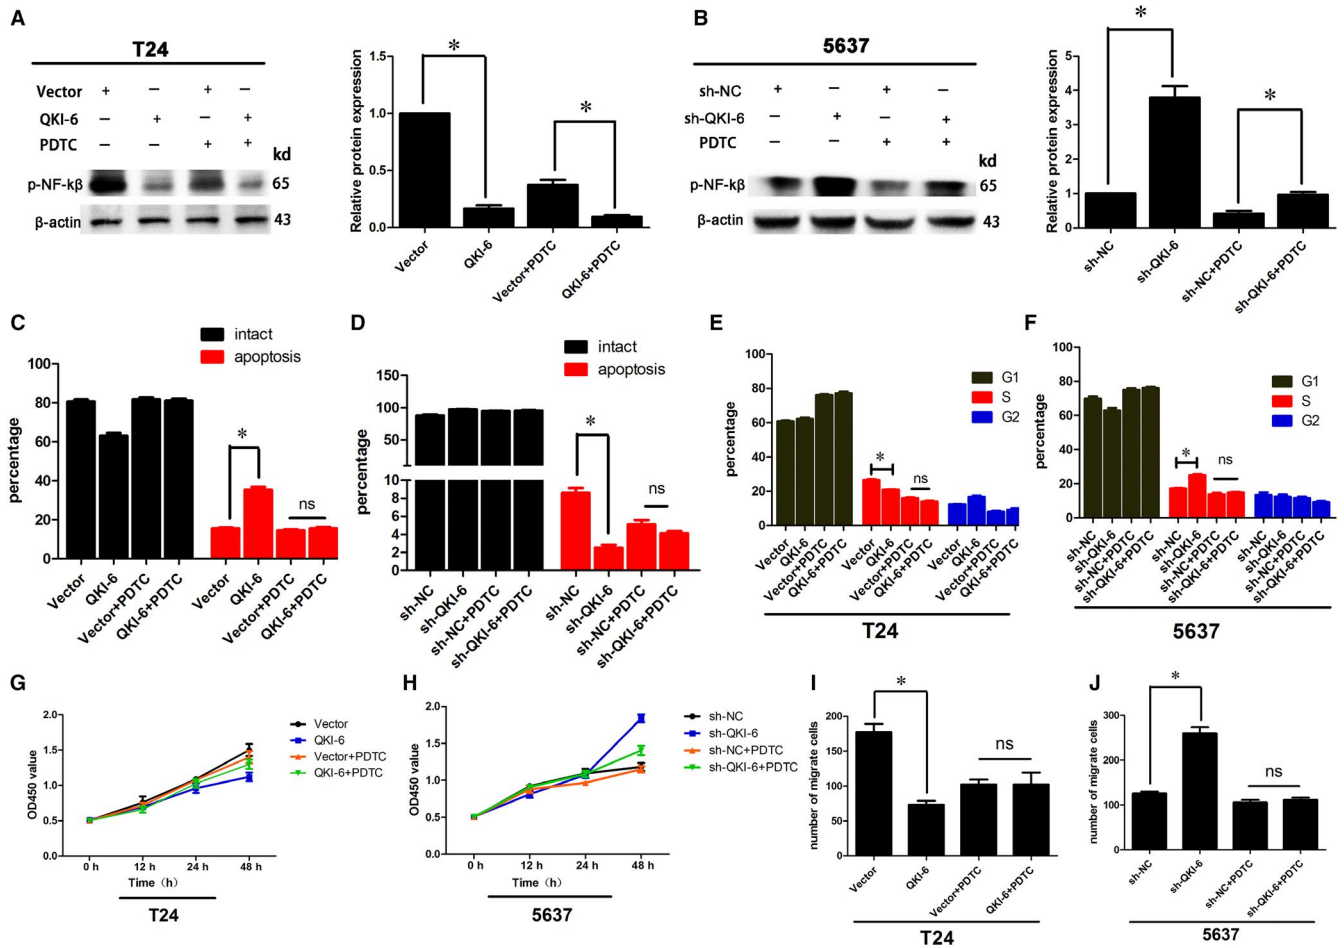 A
T24
Vector + − + −
QKI-6 − + − +
PDTC − − + +
kd
p-NF-kβ 65
β-actin 43
Relative protein expression
1.5
1.0
0.5
0.0
*
*
Vector
QKI-6
Vector+PDTC
QKI-6+PDTC
B
5637
sh-NC + − + −
sh-QKI-6 − + − +
PDTC − − + +
kd
p-NF-kβ 65
β-actin 43
Relative protein expression
5
4
3
2
1
0
*
*
sh-NC
sh-QKI-6
sh-NC+PDTC
sh-QKI-6+PDTC
C
intact
apoptosis
percentage
100
80
60
40
20
0
*
ns
Vector
QKI-6
Vector+PDTC
QKI-6+PDTC
Vector
QKI-6
Vector+PDTC
QKI-6+PDTC
D
intact
apoptosis
percentage
150
100
50
10
8
6
4
2
0
*
ns
sh-NC
sh-QKI-6
sh-NC+PDTC
sh-QKI-6+PDTC
sh-NC
sh-QKI-6
sh-NC+PDTC
sh-QKI-6+PDTC
E
G1
S
G2
percentage
100
80
60
40
20
0
*
ns
Vector
QKI-6
Vector+PDTC
QKI-6+PDTC
Vector
QKI-6
Vector+PDTC
QKI-6+PDTC
Vector
QKI-6
Vector+PDTC
QKI-6+PDTC
T24
F
G1
S
G2
percentage
100
80
60
40
20
0
*
ns
sh-NC
sh-QKI-6
sh-NC+PDTC
sh-QKI-6+PDTC
sh-NC
sh-QKI-6
sh-NC+PDTC
sh-QKI-6+PDTC
sh-NC
sh-QKI-6
sh-NC+PDTC
sh-QKI-6+PDTC
5637
G
OD450 value
2.0
1.5
1.0
0.5
0.0
Vector
QKI-6
Vector+PDTC
QKI-6+PDTC
0 h 12 h 24 h 48 h
Time（h）
T24
H
OD450 value
2.0
1.5
1.0
0.5
0.0
sh-NC
sh-QKI-6
sh-NC+PDTC
sh-QKI-6+PDTC
0 h 12 h 24 h 48 h
Time（h）
5637
I
number of migrate cells
200
150
100
50
0
*
ns
Vector
QKI-6
Vector+PDTC
QKI-6+PDTC
T24
J
number of migrate cells
300
200
100
0
*
ns
sh-NC
sh-QKI-6
sh-NC+PDTC
sh-QKI-6+PDTC
5637